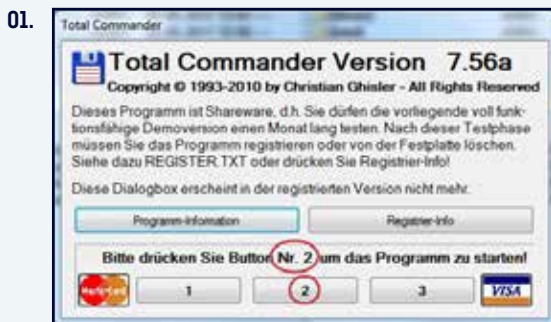 01.
Total Commander
Total Commander Version 7.56a
Copyright © 1993-2010 by Christian Ghisler - All Rights Reserved
Dieses Programm ist Shareware, d.h. Sie dürfen die vorliegende voll funk-
tionsfähige Demoversion einen Monat lang testen. Nach dieser Testphase
müssen Sie das Programm registrieren oder von der Festplatte löschen.
Siehe dazu REGISTER.TXT oder drücken Sie Registrier-Info!
Diese Dialogbox erscheint in der registrierten Version nicht mehr.
Programm-Information Registrier-Info
Bitte drücken Sie Button Nr. 2 um das Programm zu starten!
MasterCard 1 2 3 VISA